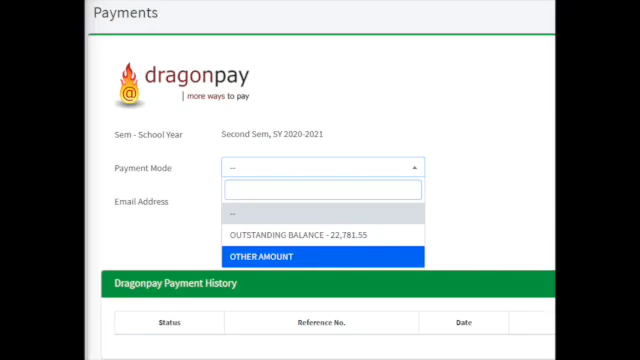 Payments
@
dragonpay
| more ways to pay
Sem - School Year Second Sem, SY 2020-2021
Payment Mode --
Email Address
--
OUTSTANDING BALANCE - 22,781.55
OTHER AMOUNT
Dragonpay Payment History
Status Reference No. Date